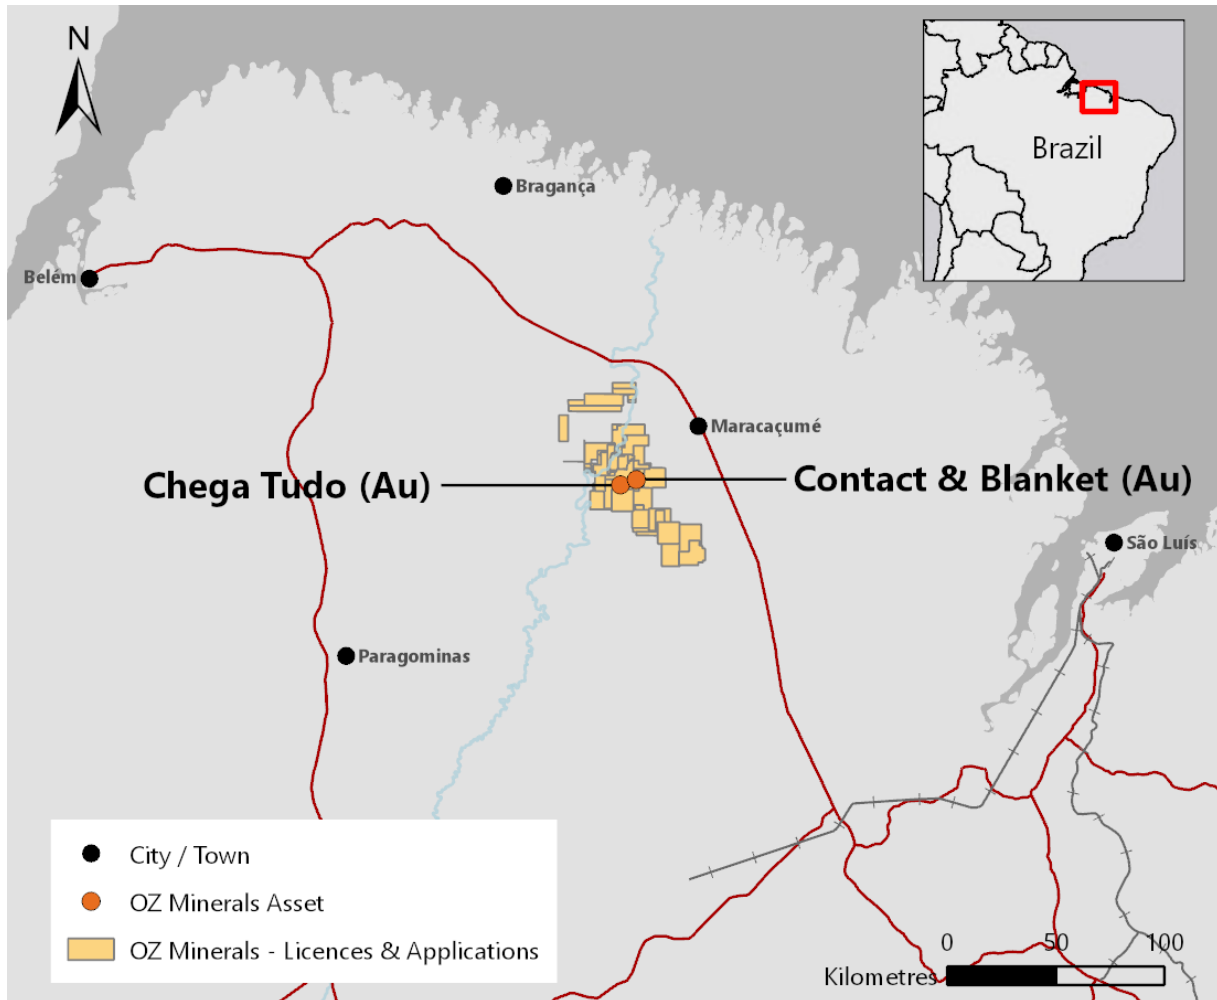 N
Brazil
Bragança
Belém
Maracaçumé
Chega Tudo (Au)
Contact & Blanket (Au)
São Luís
Paragominas
City / Town
OZ Minerals Asset
OZ Minerals - Licences & Applications
0 50 100
Kilometres